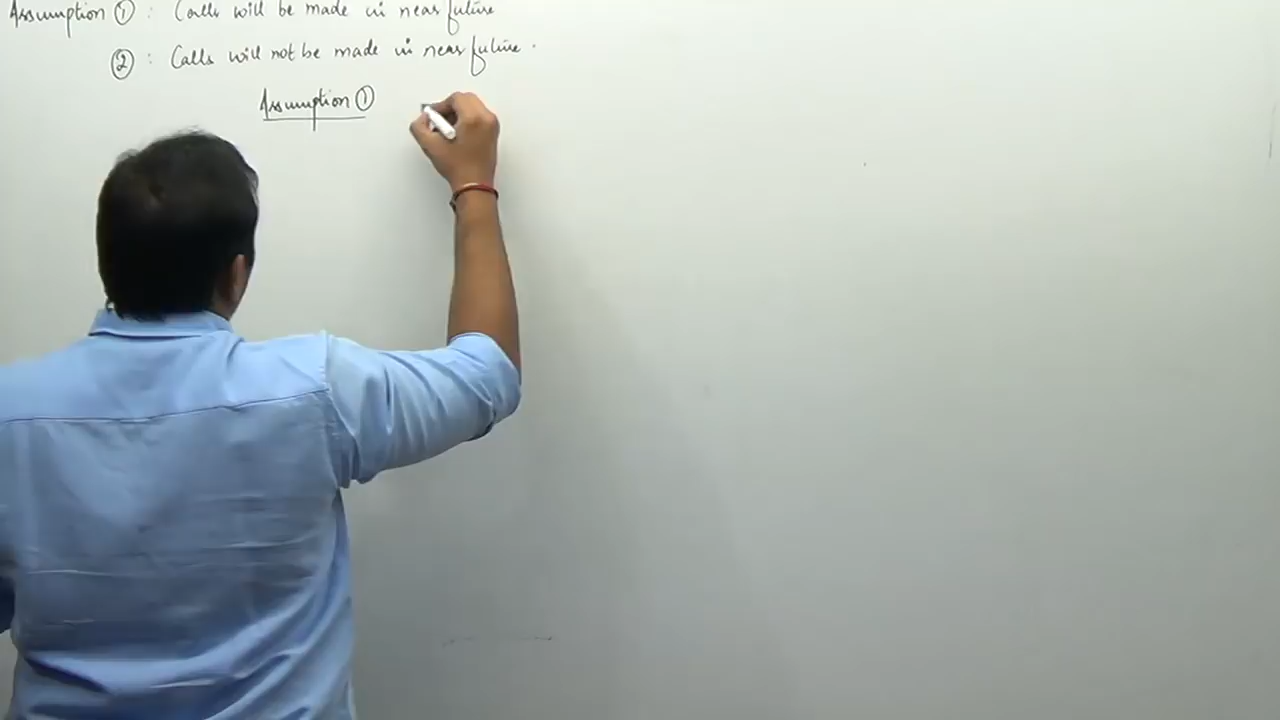 Assumption ① : Calls will be made in near future
② : Calls will not be made in near future.
Assumption ①